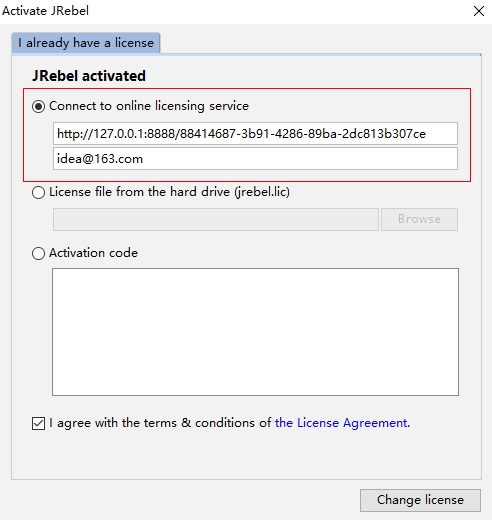 Activate JRebel
I already have a license
JRebel activated
Connect to online licensing service
http://127.0.0.1:8888/88414687-3b91-4286-89ba-2dc813b307ce
idea@163.com
License file from the hard drive (jrebel.lic)
Browse
Activation code
I agree with the terms & conditions of the License Agreement.
Change license